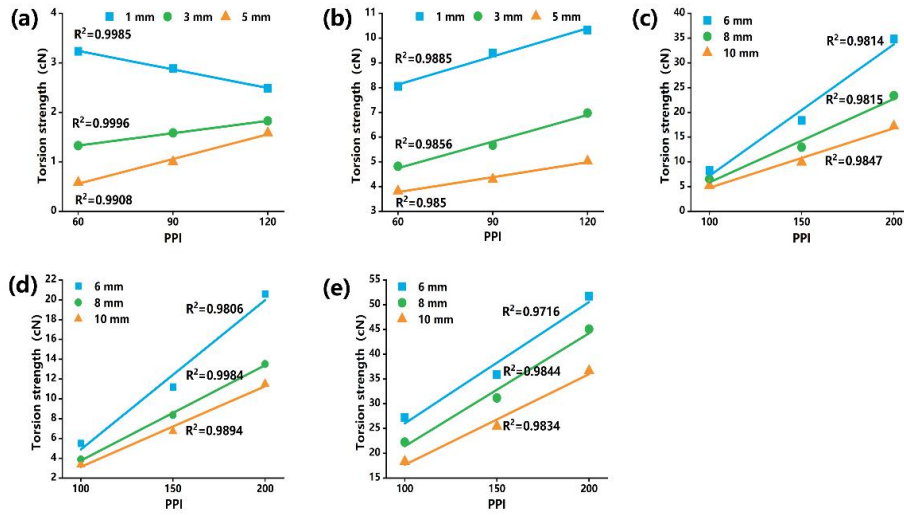 (a)
1 mm 3 mm 5 mm
R²=0.9985
R²=0.9996
R²=0.9908
Torsion strength (cN)
5
4
3
2
1
0
60 90 120
PPI
(b)
1 mm 3 mm 5 mm
R²=0.9885
R²=0.9856
R²=0.985
Torsion strength (cN)
11
10
9
8
7
6
5
4
3
60 90 120
PPI
(c)
6 mm
8 mm
10 mm
R²=0.9814
R²=0.9815
R²=0.9847
Torsion strength (cN)
40
35
30
25
20
15
10
5
0
100 150 200
PPI
(d)
6 mm
8 mm
10 mm
R²=0.9806
R²=0.9984
R²=0.9894
Torsion strength (cN)
22
20
18
16
14
12
10
8
6
4
2
100 150 200
PPI
(e)
6 mm
8 mm
10 mm
R²=0.9716
R²=0.9844
R²=0.9834
Torsion strength (cN)
55
50
45
40
35
30
25
20
15
100 150 200
PPI